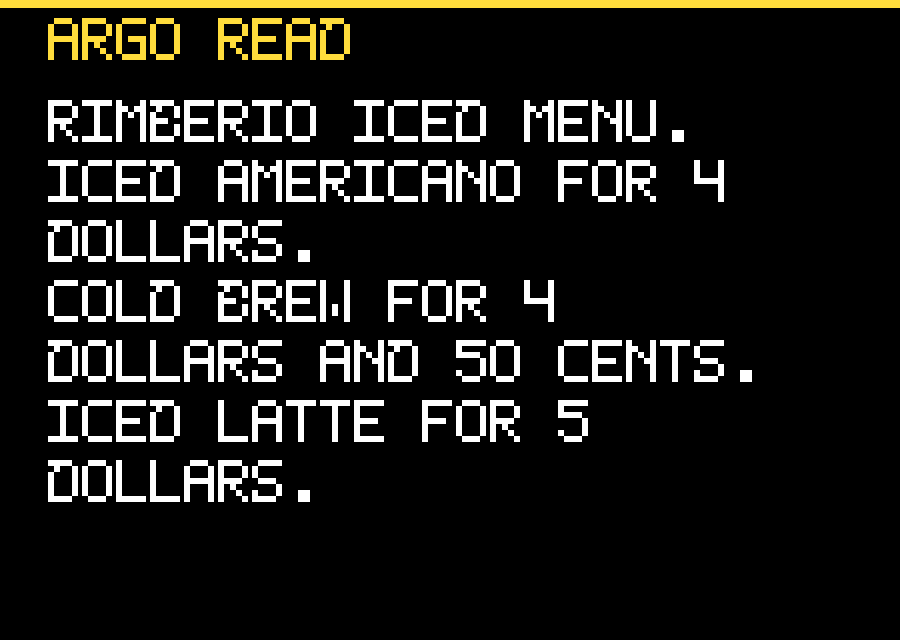 ARGO READ
RIMBERIO ICED MENU.
ICED AMERICANO FOR 4
DOLLARS.
COLD BREW FOR 4
DOLLARS AND 50 CENTS.
ICED LATTE FOR 5
DOLLARS.